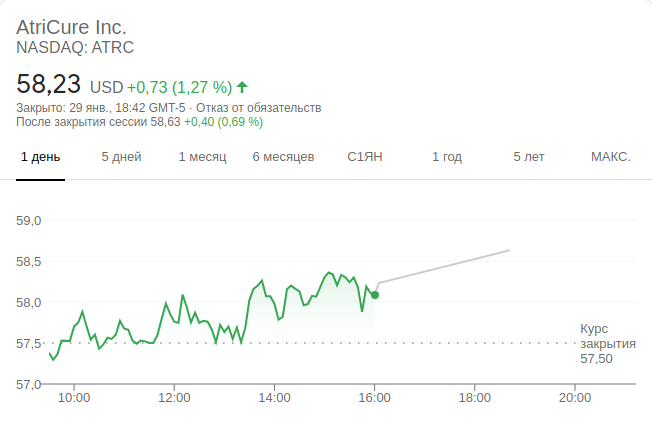 AtriCure Inc.
NASDAQ: ATRC
58,23 USD +0,73 (1,27 %)
Закрыто: 29 янв., 18:42 GMT-5 · Отказ от обязательств
После закрытия сессии 58,63 +0,40 (0,69 %)
1 день 5 дней 1 месяц 6 месяцев С1ЯН 1 год 5 лет МАКС.
59,0
58,5
58,0
57,5
57,0
Курс
закрытия
57,50
10:00 12:00 14:00 16:00 18:00 20:00